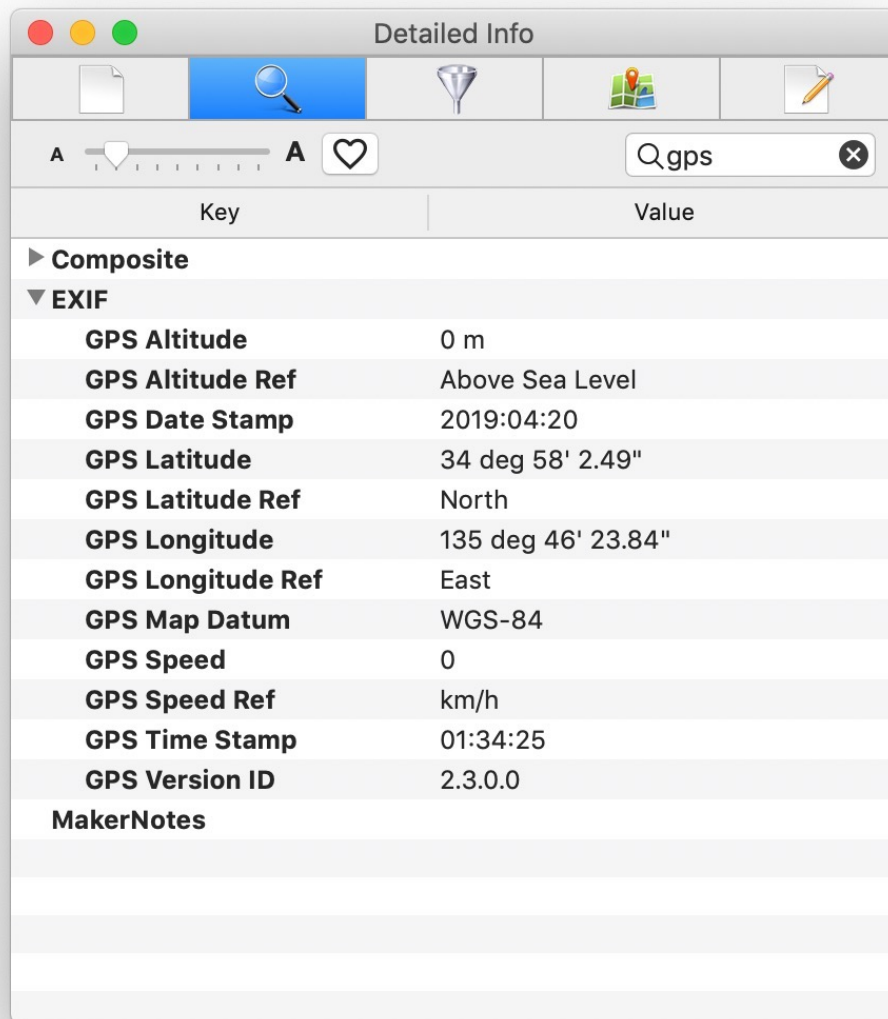 Detailed Info
A A gps
Key Value
Composite
EXIF
GPS Altitude 0 m
GPS Altitude Ref Above Sea Level
GPS Date Stamp 2019:04:20
GPS Latitude 34 deg 58' 2.49"
GPS Latitude Ref North
GPS Longitude 135 deg 46' 23.84"
GPS Longitude Ref East
GPS Map Datum WGS-84
GPS Speed 0
GPS Speed Ref km/h
GPS Time Stamp 01:34:25
GPS Version ID 2.3.0.0
MakerNotes